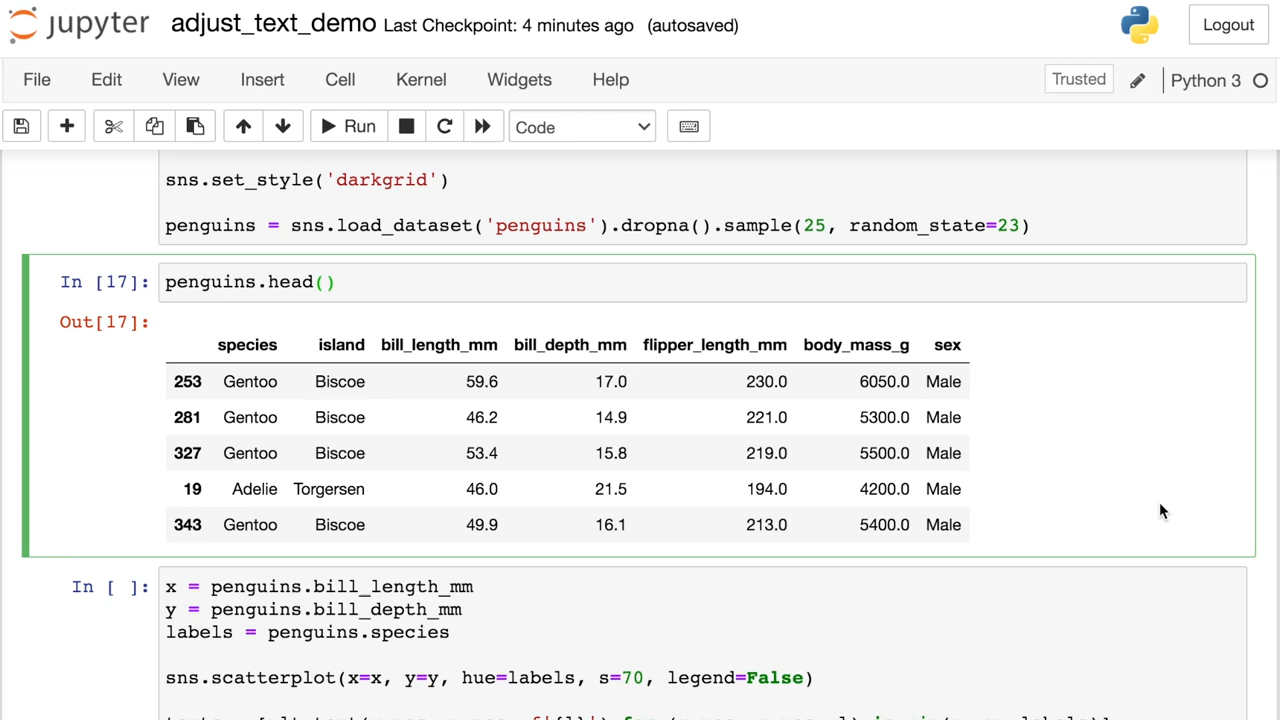 jupyter adjust_text_demo Last Checkpoint: 4 minutes ago (autosaved) Logout
File Edit View Insert Cell Kernel Widgets Help Trusted Python 3
Run Code
sns.set_style('darkgrid')
penguins = sns.load_dataset('penguins').dropna().sample(25, random_state=23)
In [17]: penguins.head()
Out[17]:
species island bill_length_mm bill_depth_mm flipper_length_mm body_mass_g sex
253 Gentoo Biscoe 59.6 17.0 230.0 6050.0 Male
281 Gentoo Biscoe 46.2 14.9 221.0 5300.0 Male
327 Gentoo Biscoe 53.4 15.8 219.0 5500.0 Male
19 Adelie Torgersen 46.0 21.5 194.0 4200.0 Male
343 Gentoo Biscoe 49.9 16.1 213.0 5400.0 Male
In [ ]: x = penguins.bill_length_mm
y = penguins.bill_depth_mm
labels = penguins.species
sns.scatterplot(x=x, y=y, hue=labels, s=70, legend=False)